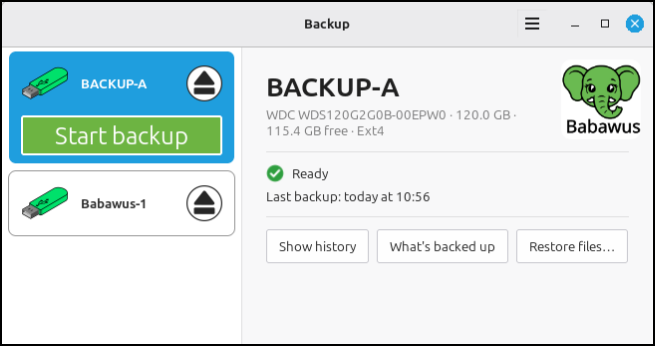 Backup
BACKUP-A
Start backup
Babawus-1
BACKUP-A
WDC WDS120G2G0B-00EPW0 · 120.0 GB ·
115.4 GB free · Ext4
Babawus
Ready
Last backup: today at 10:56
Show history
What's backed up
Restore files…